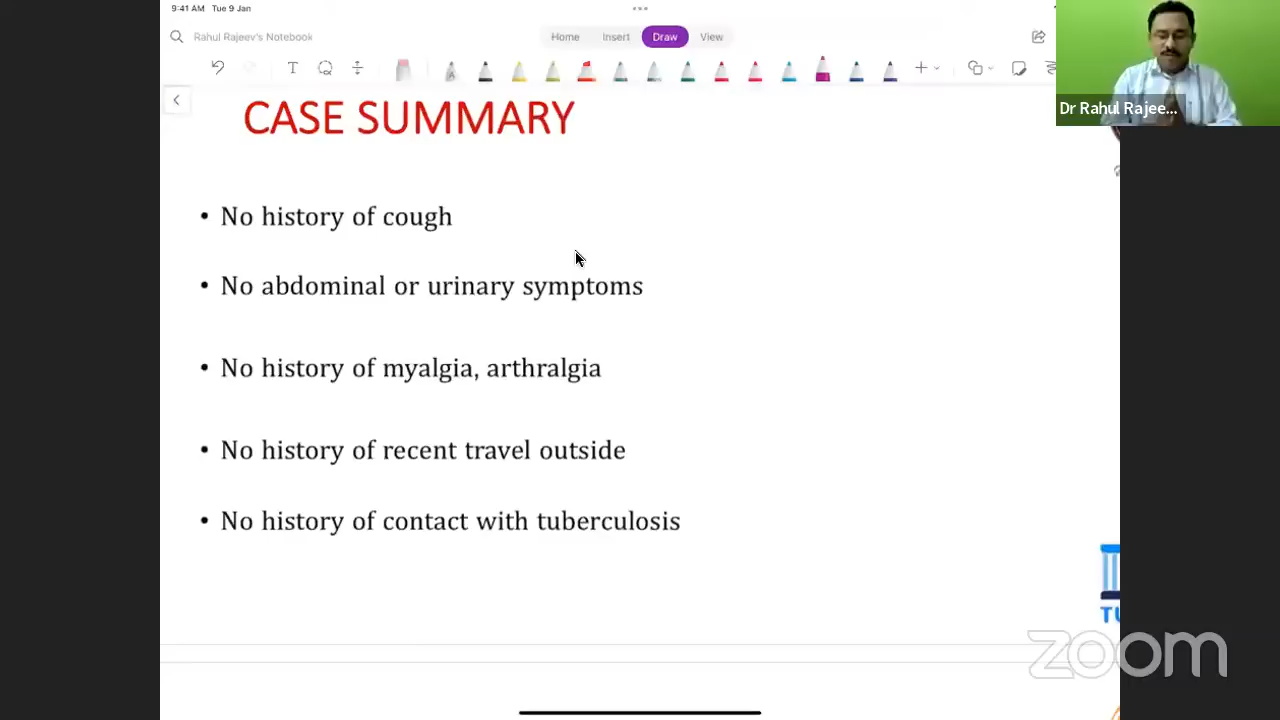 9:41 AM Tue 9 Jan
Rahul Rajeev's Notebook
Home Insert Draw View
T
CASE SUMMARY
• No history of cough
• No abdominal or urinary symptoms
• No history of myalgia, arthralgia
• No history of recent travel outside
• No history of contact with tuberculosis
Dr Rahul Rajee...
TU
zoom